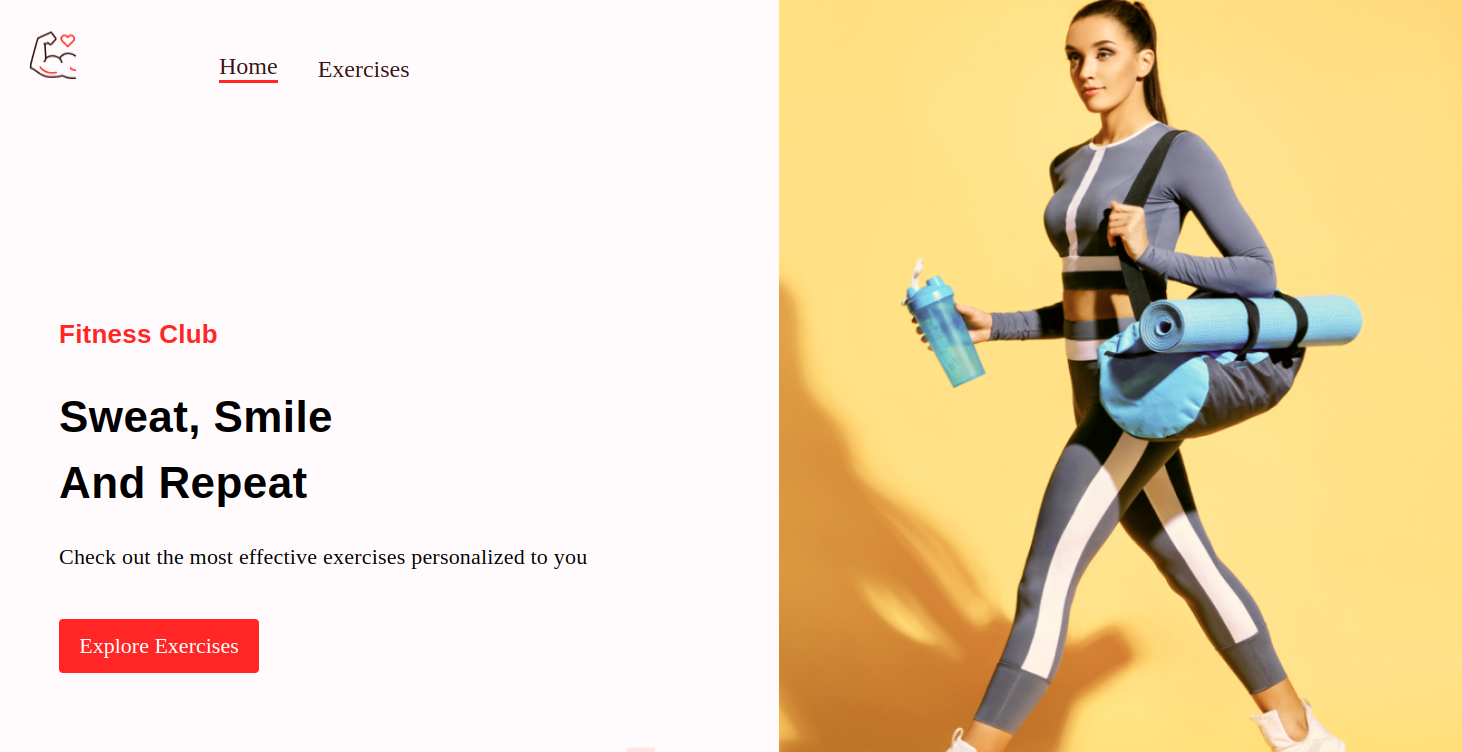 Home
Exercises
Fitness Club
Sweat, Smile
And Repeat
Check out the most effective exercises personalized to you
Explore Exercises